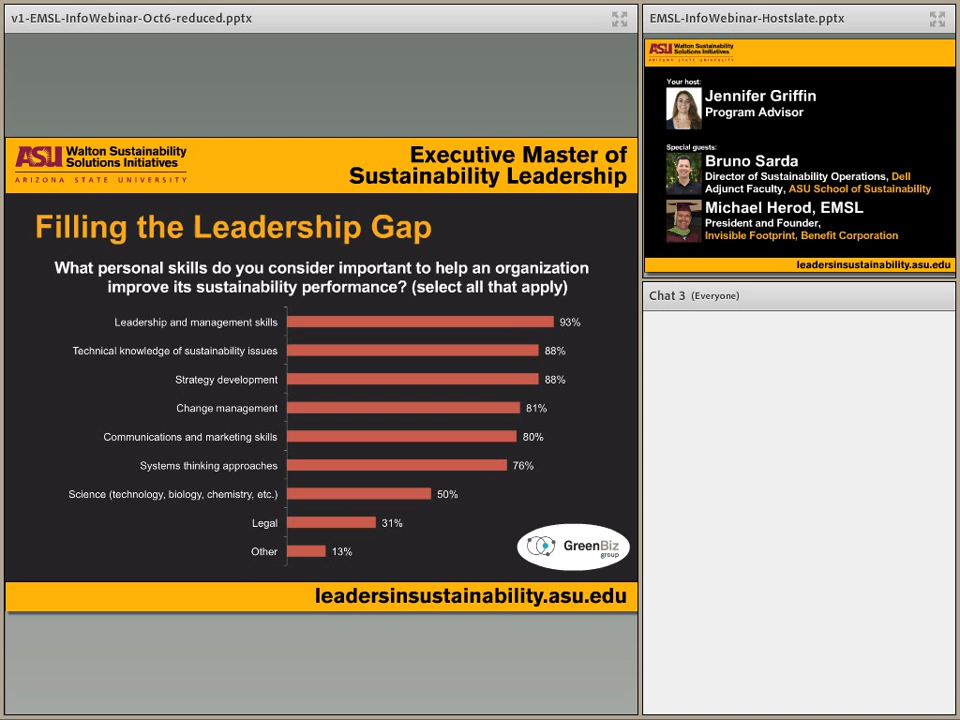 v1-EMSL-InfoWebinar-Oct6-reduced.pptx
ASU Walton Sustainability
Solutions Initiatives
ARIZONA STATE UNIVERSITY
Executive Master of
Sustainability Leadership
Filling the Leadership Gap
What personal skills do you consider important to help an organization
improve its sustainability performance? (select all that apply)
Leadership and management skills 93%
Technical knowledge of sustainability issues 88%
Strategy development 88%
Change management 81%
Communications and marketing skills 80%
Systems thinking approaches 76%
Science (technology, biology, chemistry, etc.) 50%
Legal 31%
Other 13%
GreenBiz
group
leadersinsustainability.asu.edu
EMSL-InfoWebinar-Hostslate.pptx
ASU Walton Sustainability
Solutions Initiatives
ARIZONA STATE UNIVERSITY
Your host:
Jennifer Griffin
Program Advisor
Special guests:
Bruno Sarda
Director of Sustainability Operations, Dell
Adjunct Faculty, ASU School of Sustainability
Michael Herod, EMSL
President and Founder,
Invisible Footprint, Benefit Corporation
leadersinsustainability.asu.edu
Chat 3 (Everyone)